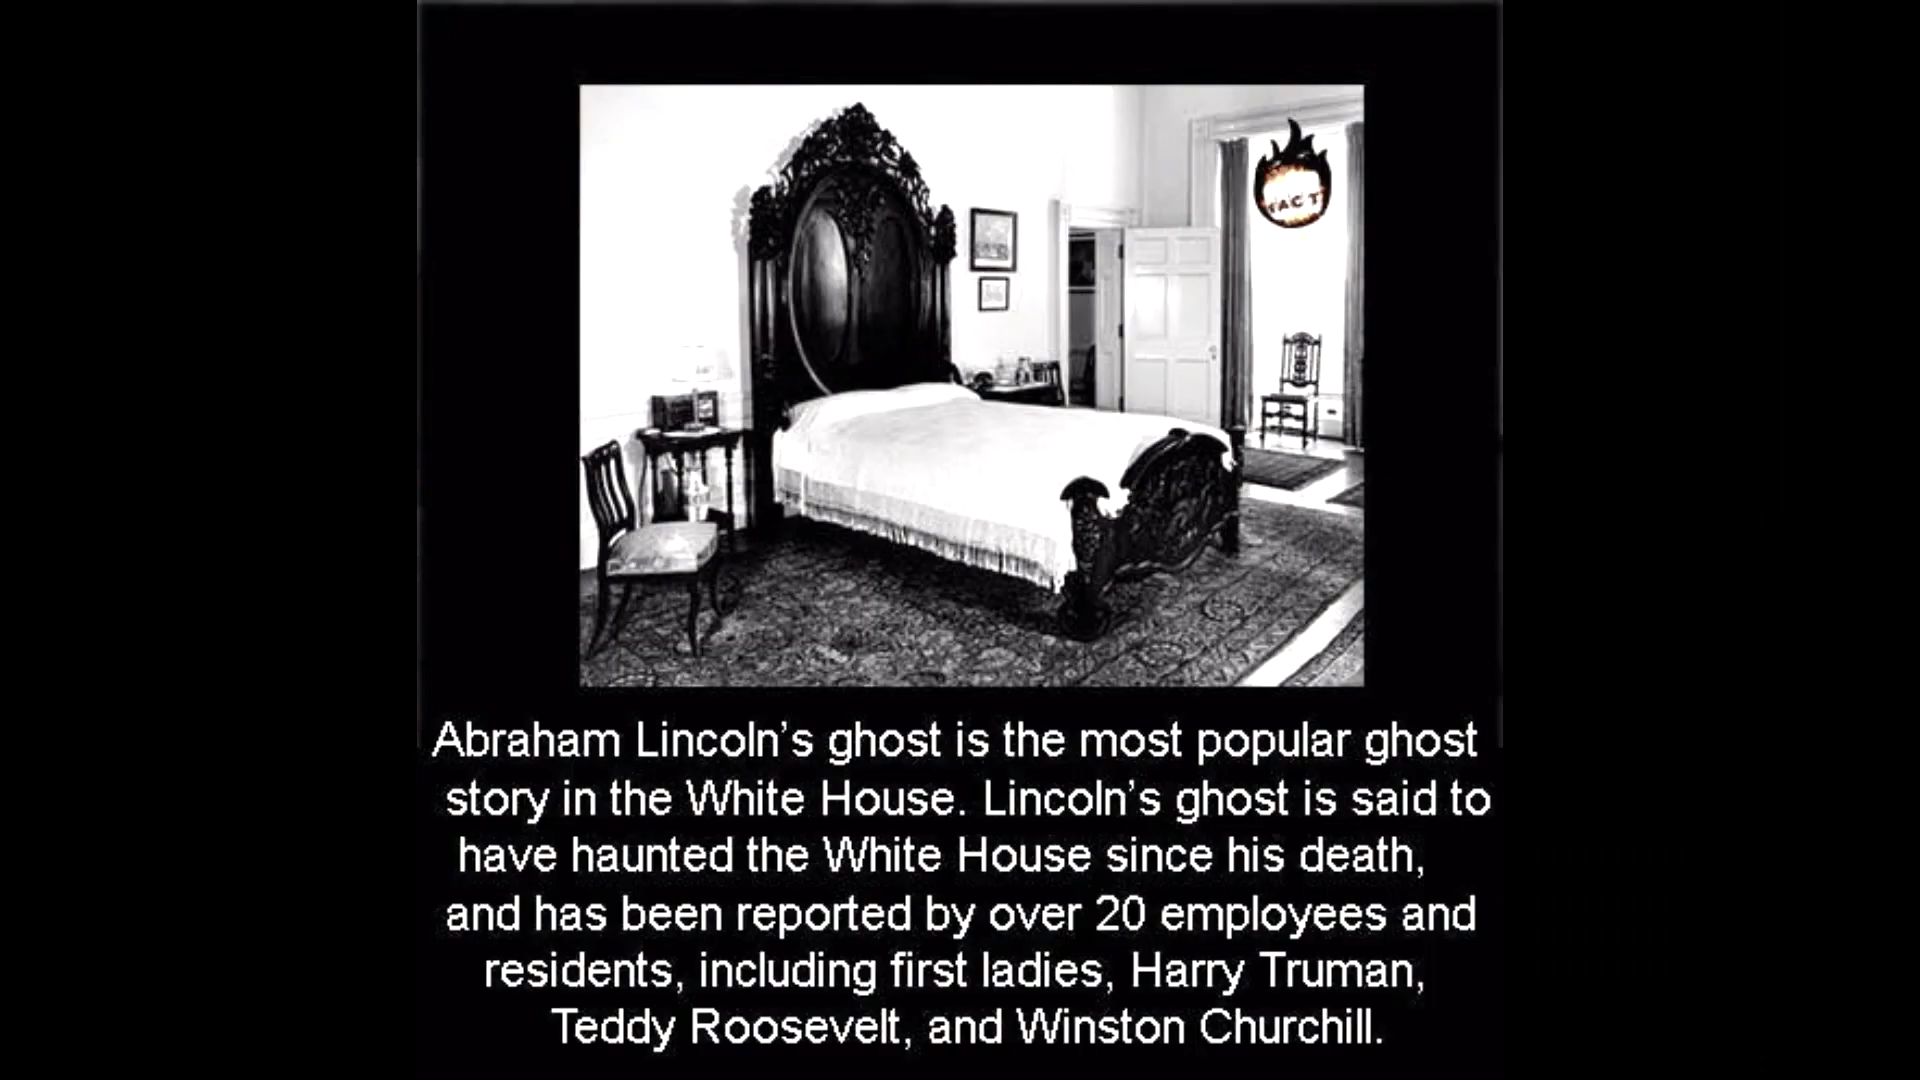 FACT
Abraham Lincoln’s ghost is the most popular ghost
story in the White House. Lincoln’s ghost is said to
have haunted the White House since his death,
and has been reported by over 20 employees and
residents, including first ladies, Harry Truman,
Teddy Roosevelt, and Winston Churchill.